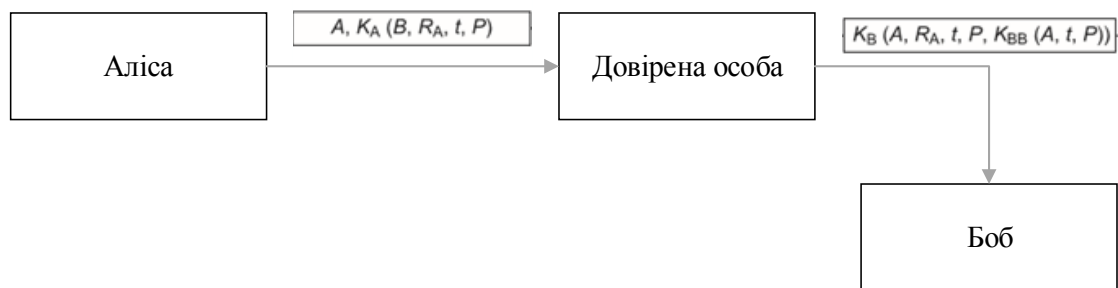 A, K_A (B, R_A, t, P)
K_B (A, R_A, t, P, K_BB (A, t, P))
Аліса
Довірена особа
Боб